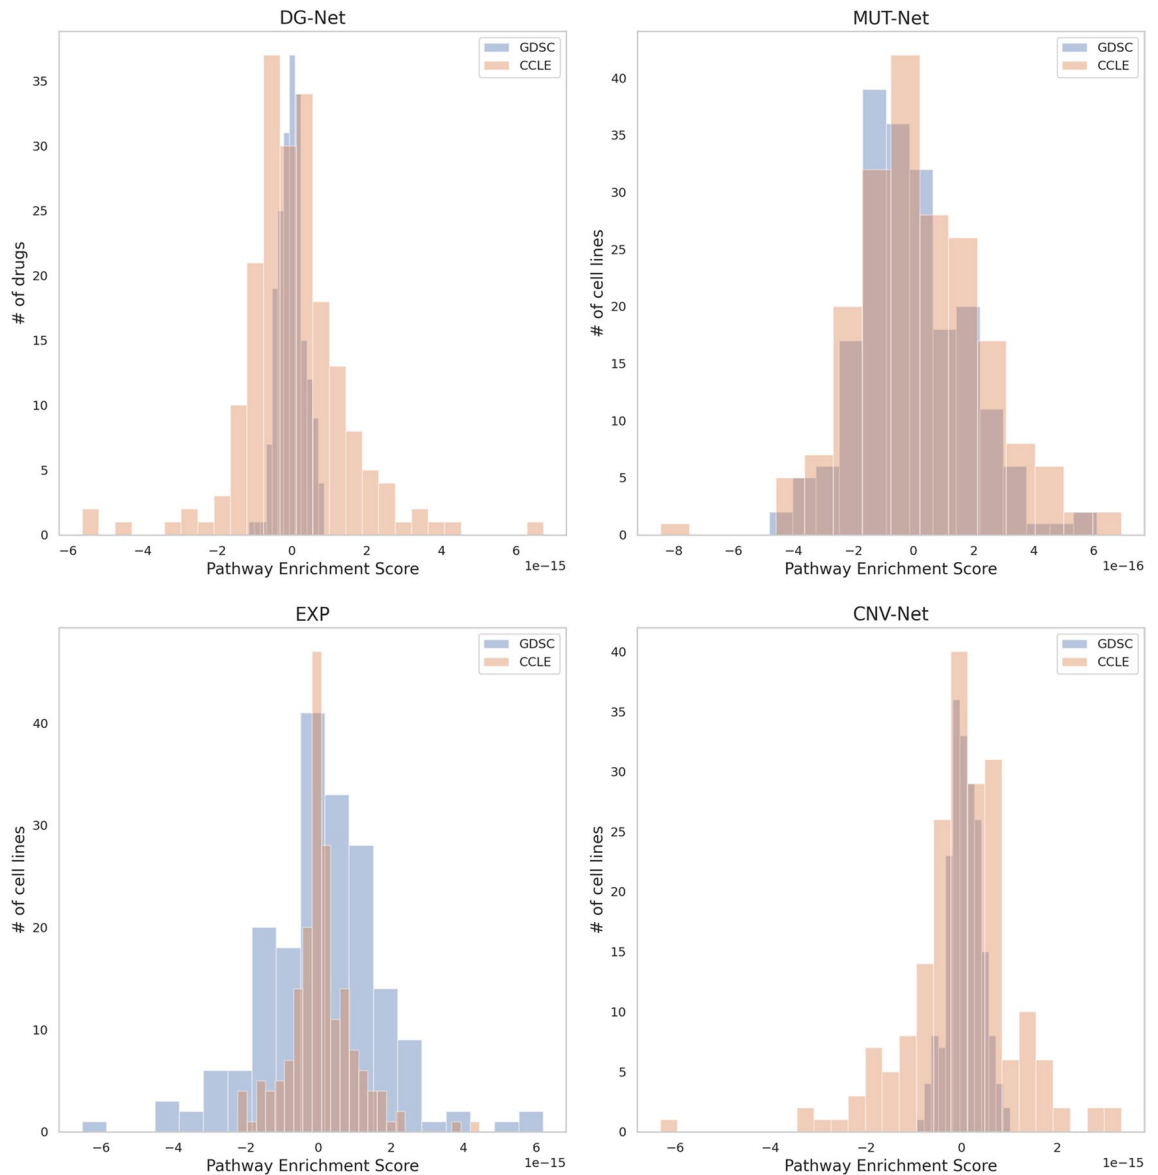 DG-Net
GDSC
CCLE
# of drugs
35
30
25
20
15
10
5
0
−6 −4 −2 0 2 4 6
1e−15
Pathway Enrichment Score
MUT-Net
GDSC
CCLE
# of cell lines
40
35
30
25
20
15
10
5
0
−8 −6 −4 −2 0 2 4 6
1e−16
Pathway Enrichment Score
EXP
GDSC
CCLE
# of cell lines
40
30
20
10
0
−6 −4 −2 0 2 4 6
1e−15
Pathway Enrichment Score
CNV-Net
GDSC
CCLE
# of cell lines
40
35
30
25
20
15
10
5
0
−6 −4 −2 0 2
1e−15
Pathway Enrichment Score